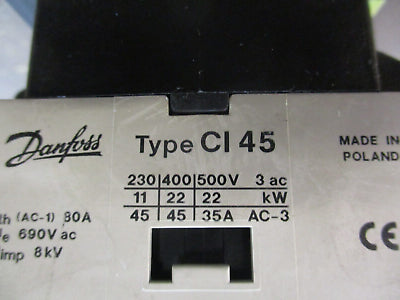 Danfoss
Type CI 45
MADE IN
POLAND
230 | 400 | 500V 3 ac
11 | 22 | 22 kW
45 | 45 | 35A AC-3
th (AC-1) 80A
e 690V ac
imp 8kV
CE